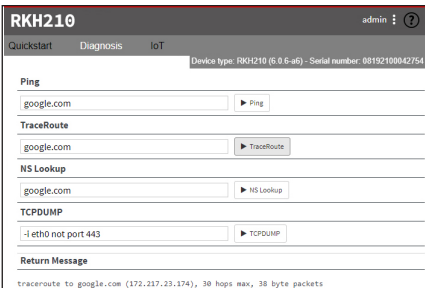 RKH210
admin ⋮ ?
Quickstart Diagnosis IoT
Device type: RKH210 (6.0.6-a6) - Serial number: 08192100042754
Ping
google.com ▶ Ping
TraceRoute
google.com ▶ TraceRoute
NS Lookup
google.com ▶ NS Lookup
TCPDUMP
-i eth0 not port 443 ▶ TCPDUMP
Return Message
traceroute to google.com (172.217.23.174), 30 hops max, 38 byte packets